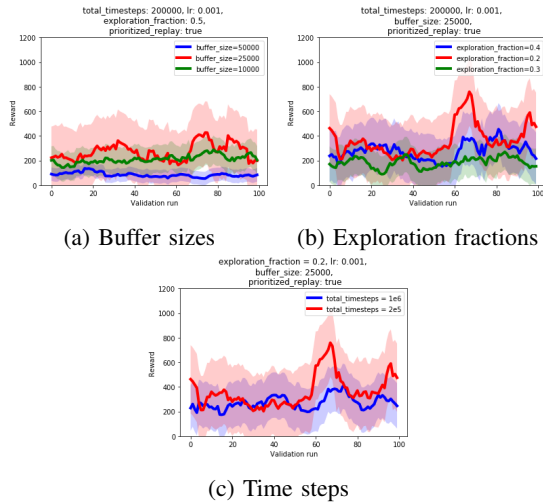 total_timesteps: 200000, lr: 0.001,
exploration_fraction: 0.5,
prioritized_replay: true
1200
1000
800
600
400
200
0
Reward
buffer_size=50000
buffer_size=25000
buffer_size=10000
0
20
40
60
80
100
Validation run
(a) Buffer sizes
total_timesteps: 200000, lr: 0.001,
buffer_size: 25000,
prioritized_replay: true
1200
1000
800
600
400
200
0
Reward
exploration_fraction=0.4
exploration_fraction=0.2
exploration_fraction=0.3
0
20
40
60
80
100
Validation run
(b) Exploration fractions
exploration_fraction = 0.2, lr: 0.001,
buffer_size: 25000,
prioritized_replay: true
1200
1000
800
600
400
200
0
Reward
total_timesteps = 1e6
total_timesteps = 2e5
0
20
40
60
80
100
Validation run
(c) Time steps